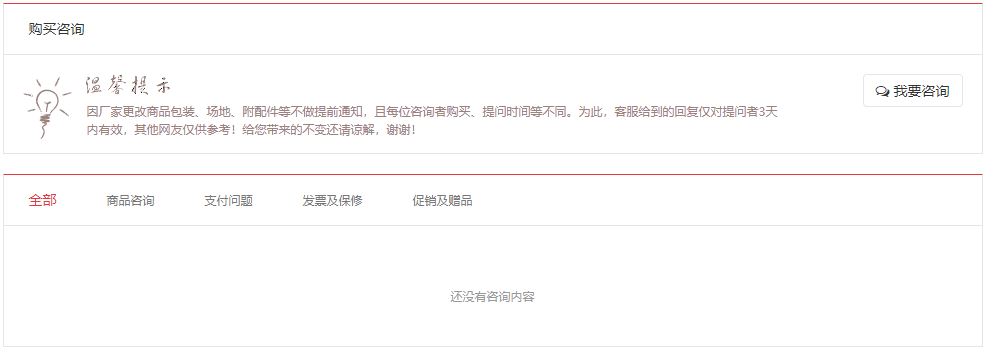 购买咨询
温馨提示
因厂家更改商品包装、场地、附配件等不做提前通知，且每位咨询者购买、提问时间等不同。为此，客服给到的回复仅对提问者3天
内有效，其他网友仅供参考！给您带来的不变还请谅解，谢谢！
我要咨询
全部 商品咨询 支付问题 发票及保修 促销及赠品
还没有咨询内容